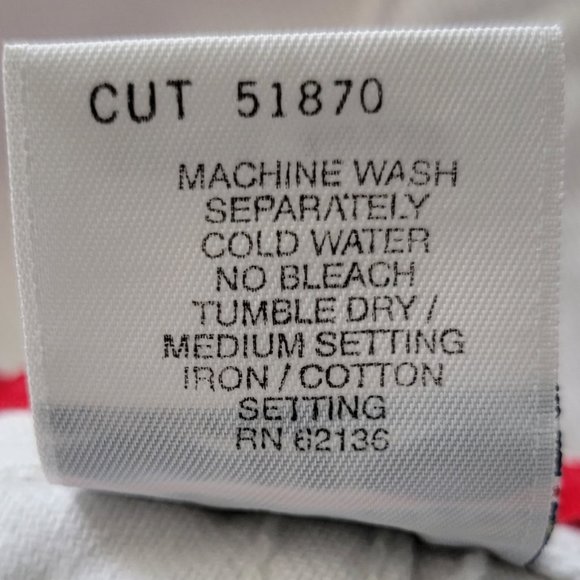 CUT 51870
MACHINE WASH
SEPARATELY
COLD WATER
NO BLEACH
TUMBLE DRY /
MEDIUM SETTING
IRON / COTTON
SETTING
RN 62136